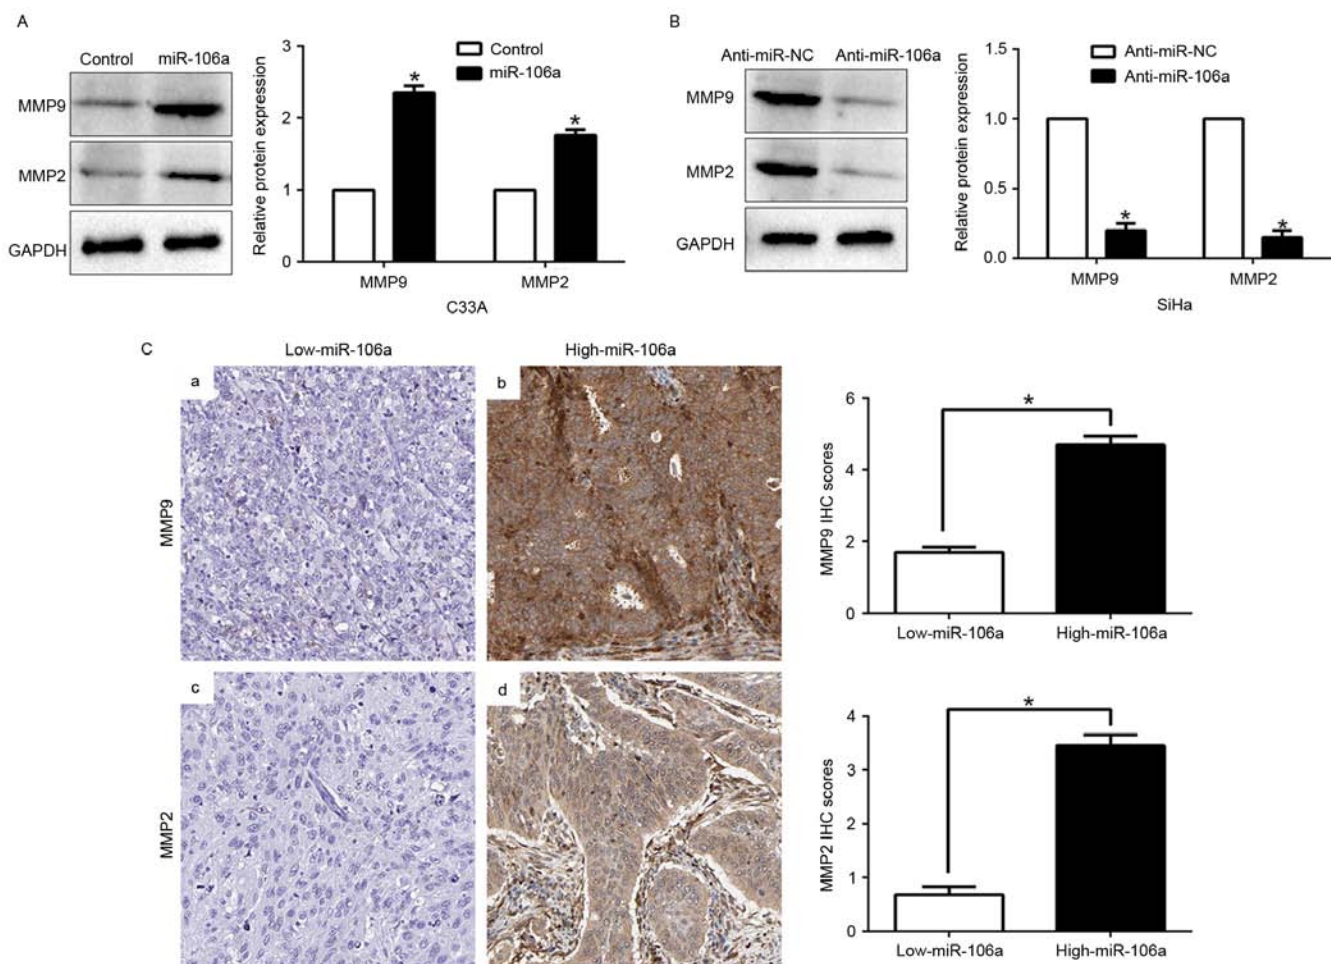 A
Control miR-106a
MMP9
MMP2
GAPDH
Relative protein expression
3
2
1
0
Control
miR-106a
*
*
MMP9 MMP2
C33A
B
Anti-miR-NC Anti-miR-106a
MMP9
MMP2
GAPDH
Relative protein expression
1.5
1.0
0.5
0.0
Anti-miR-NC
Anti-miR-106a
*
*
MMP9 MMP2
SiHa
C
Low-miR-106a High-miR-106a
a
b
MMP9
c
d
MMP2
MMP9 IHC scores
6
4
2
0
*
Low-miR-106a High-miR-106a
MMP2 IHC scores
4
3
2
1
0
*
Low-miR-106a High-miR-106a